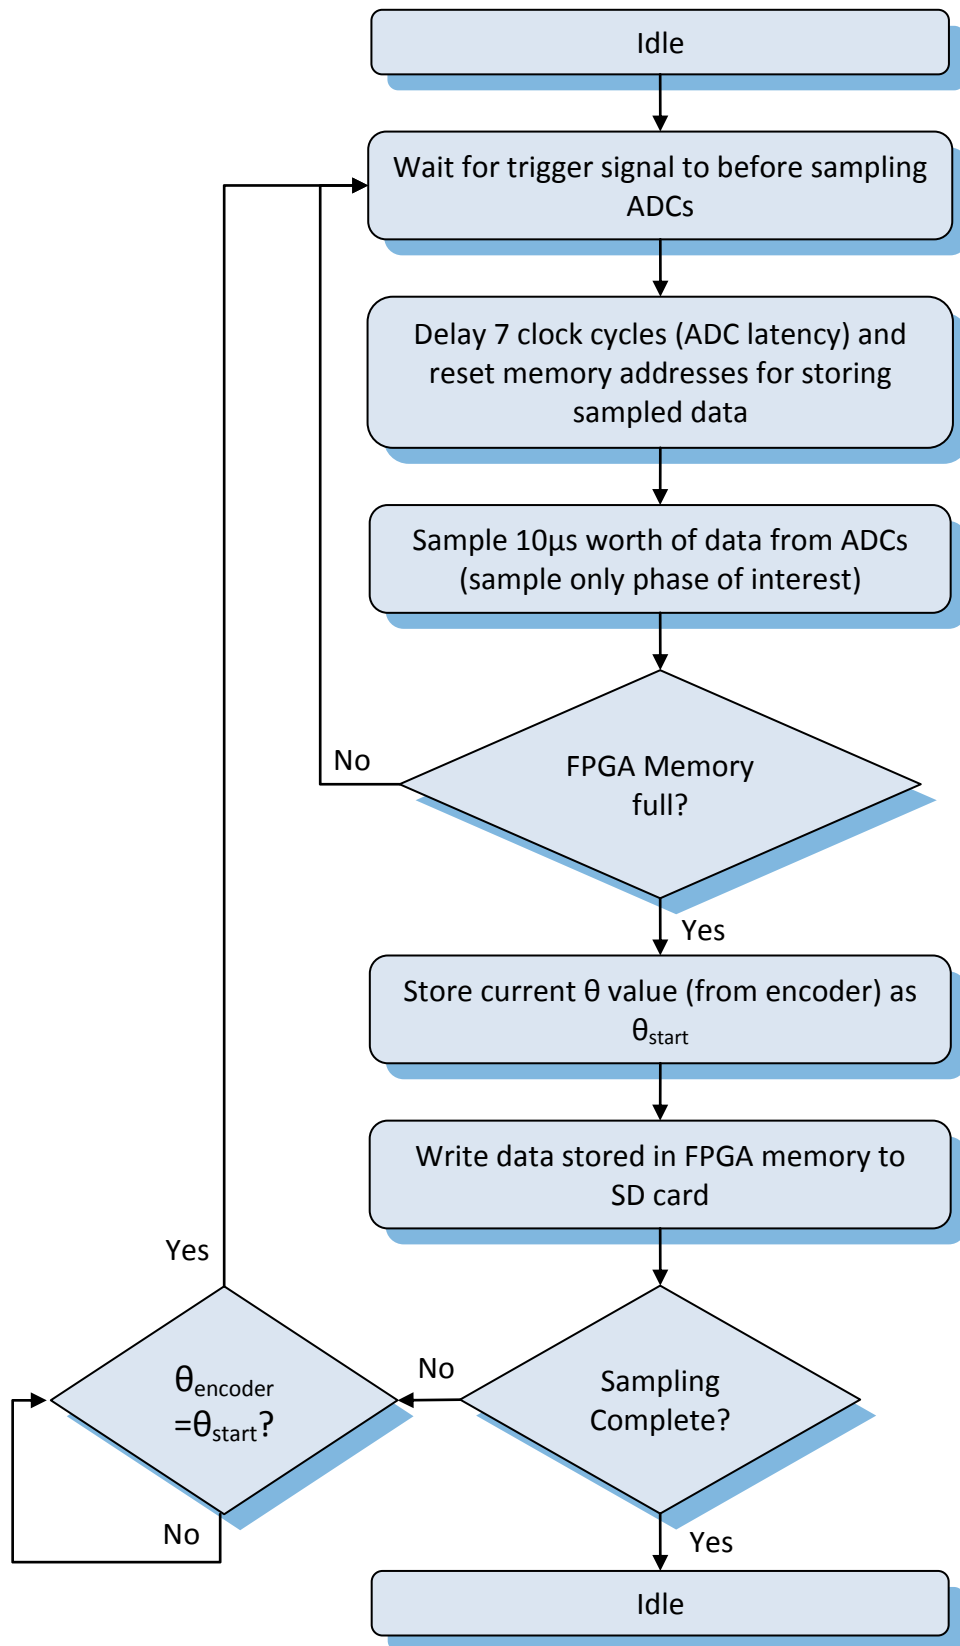 Idle
Wait for trigger signal to before sampling
ADCs
Delay 7 clock cycles (ADC latency) and
reset memory addresses for storing
sampled data
Sample 10µs worth of data from ADCs
(sample only phase of interest)
No
FPGA Memory
full?
Yes
Store current θ value (from encoder) as
θstart
Write data stored in FPGA memory to
SD card
Yes
θencoder
=θstart?
No
No
Sampling
Complete?
Yes
Idle